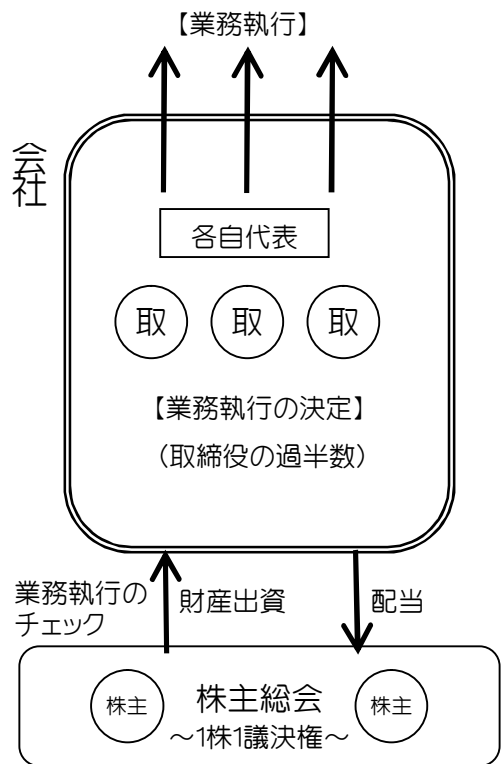 【業務執行】
会社
各自代表
取 取 取
【業務執行の決定】
(取締役の過半数)
業務執行の
チェック
財産出資
配当
株主 株主総会 株主
～1株1議決権～